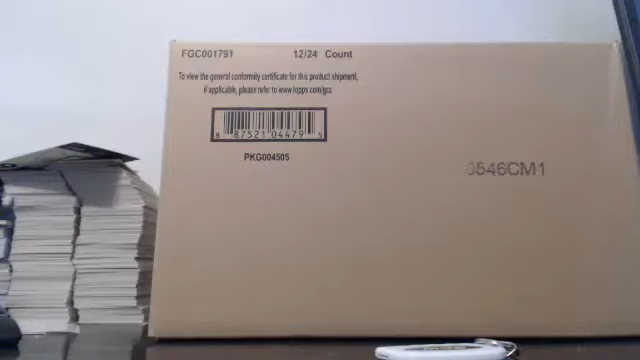 FGC001791 12/24 Count
To view the general conformity certificate for this product shipment,
if applicable, please refer to www.topps.com/gcc
8 87521 04479 5
PKG004505
0546CM1